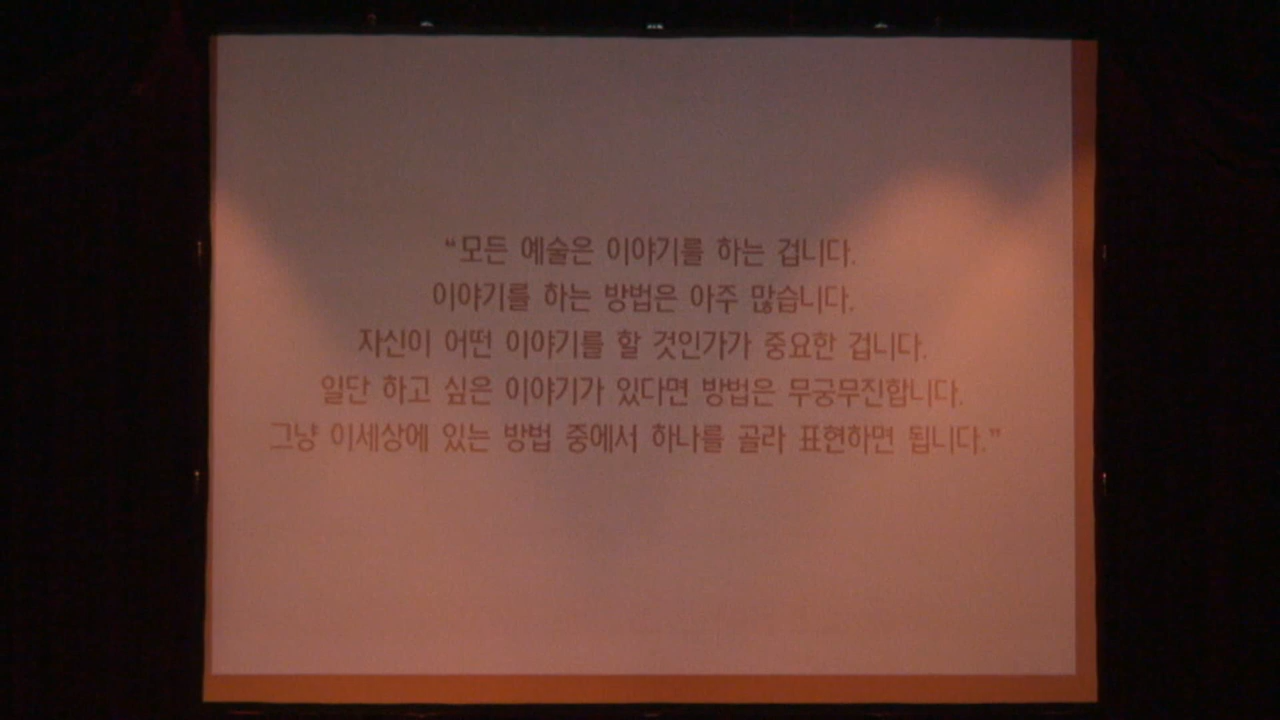 “모든 예술은 이야기를 하는 겁니다.
이야기를 하는 방법은 아주 많습니다.
자신이 어떤 이야기를 할 것인가가 중요한 겁니다.
일단 하고 싶은 이야기가 있다면 방법은 무궁무진합니다.
그냥 이세상에 있는 방법 중에서 하나를 골라 표현하면 됩니다.”